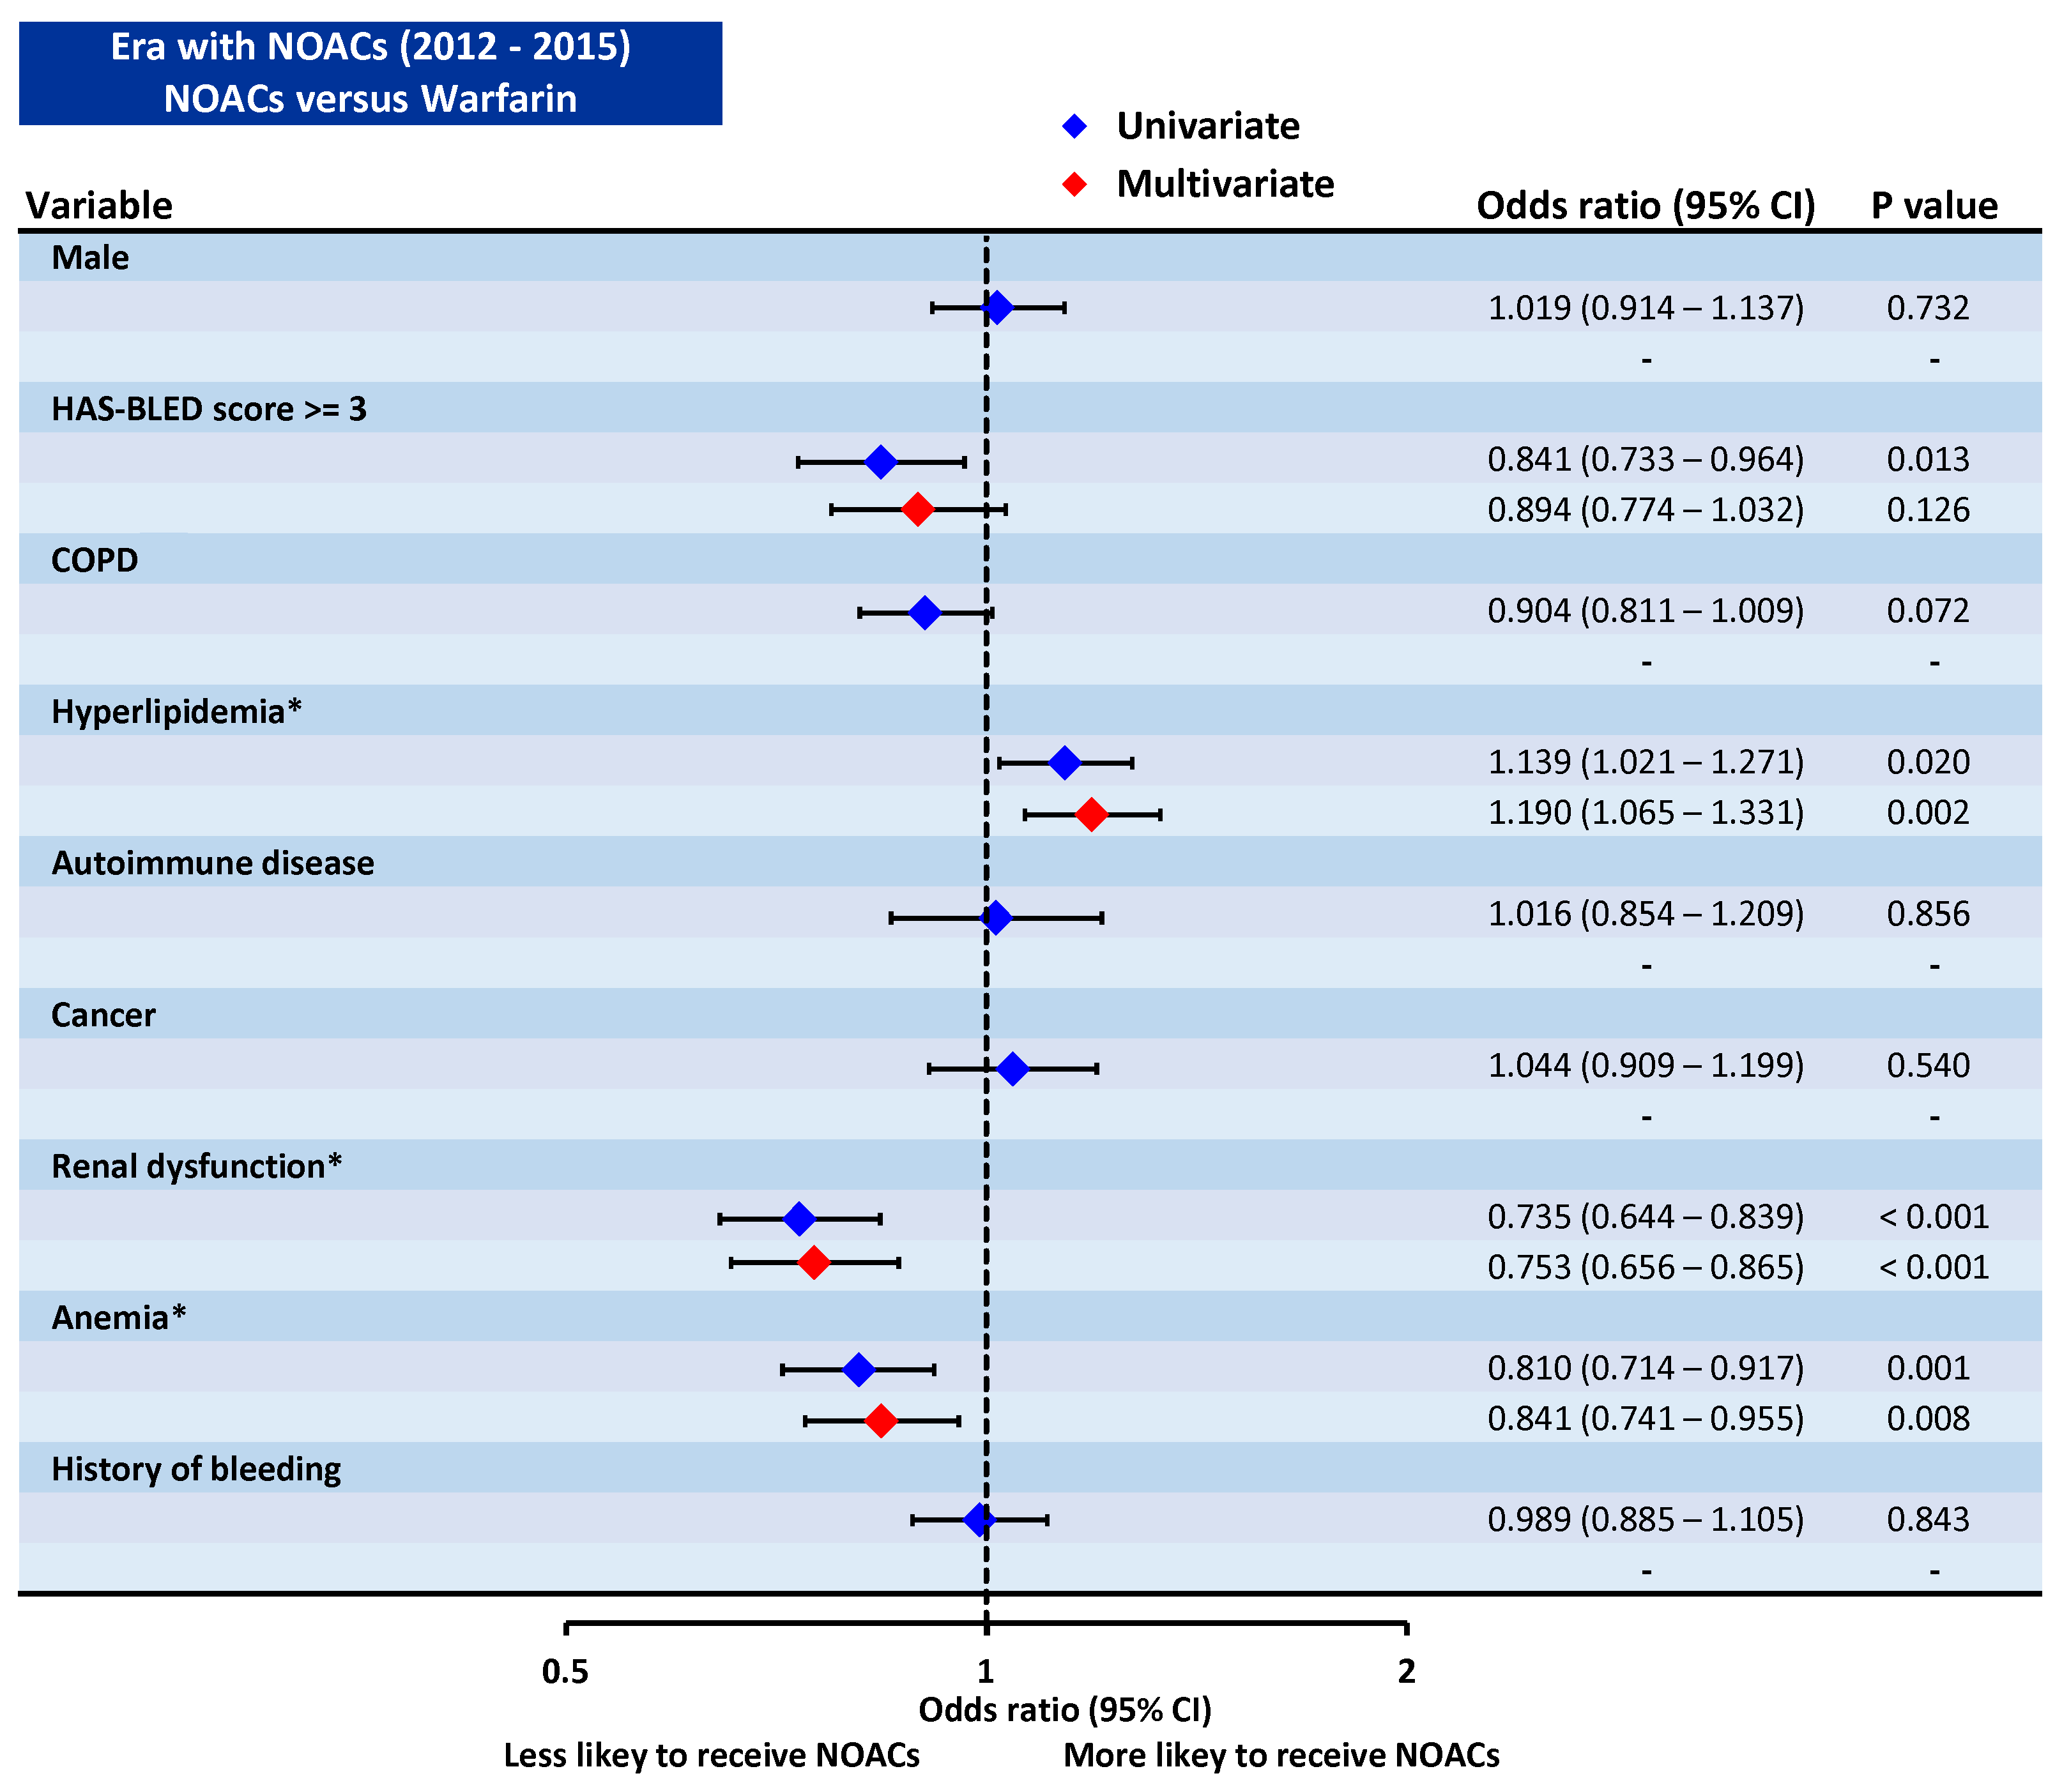 Era with NOACs (2012 - 2015)
NOACs versus Warfarin
Univariate
Multivariate
Variable Odds ratio (95% CI) P value
Male
1.019 (0.914 – 1.137) 0.732
- -
HAS-BLED score >= 3
0.841 (0.733 – 0.964) 0.013
0.894 (0.774 – 1.032) 0.126
COPD
0.904 (0.811 – 1.009) 0.072
- -
Hyperlipidemia*
1.139 (1.021 – 1.271) 0.020
1.190 (1.065 – 1.331) 0.002
Autoimmune disease
1.016 (0.854 – 1.209) 0.856
- -
Cancer
1.044 (0.909 – 1.199) 0.540
- -
Renal dysfunction*
0.735 (0.644 – 0.839) < 0.001
0.753 (0.656 – 0.865) < 0.001
Anemia*
0.810 (0.714 – 0.917) 0.001
0.841 (0.741 – 0.955) 0.008
History of bleeding
0.989 (0.885 – 1.105) 0.843
- -
0.5 1 2
Odds ratio (95% CI)
Less likey to receive NOACs More likey to receive NOACs